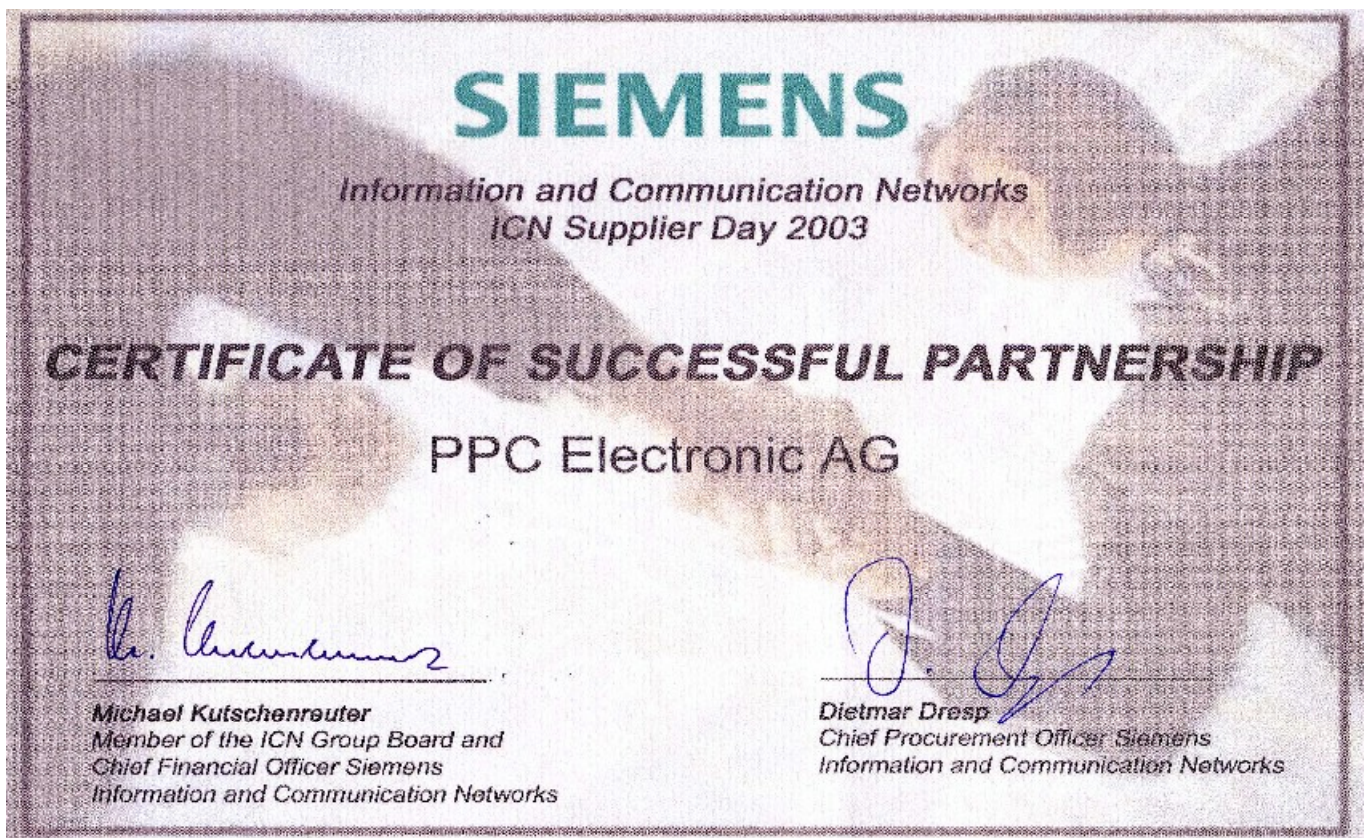 SIEMENS
Information and Communication Networks
ICN Supplier Day 2003
CERTIFICATE OF SUCCESSFUL PARTNERSHIP
PPC Electronic AG
Michael Kutschenreuter
Member of the ICN Group Board and
Chief Financial Officer Siemens
Information and Communication Networks
Dietmar Dresp
Chief Procurement Officer Siemens
Information and Communication Networks